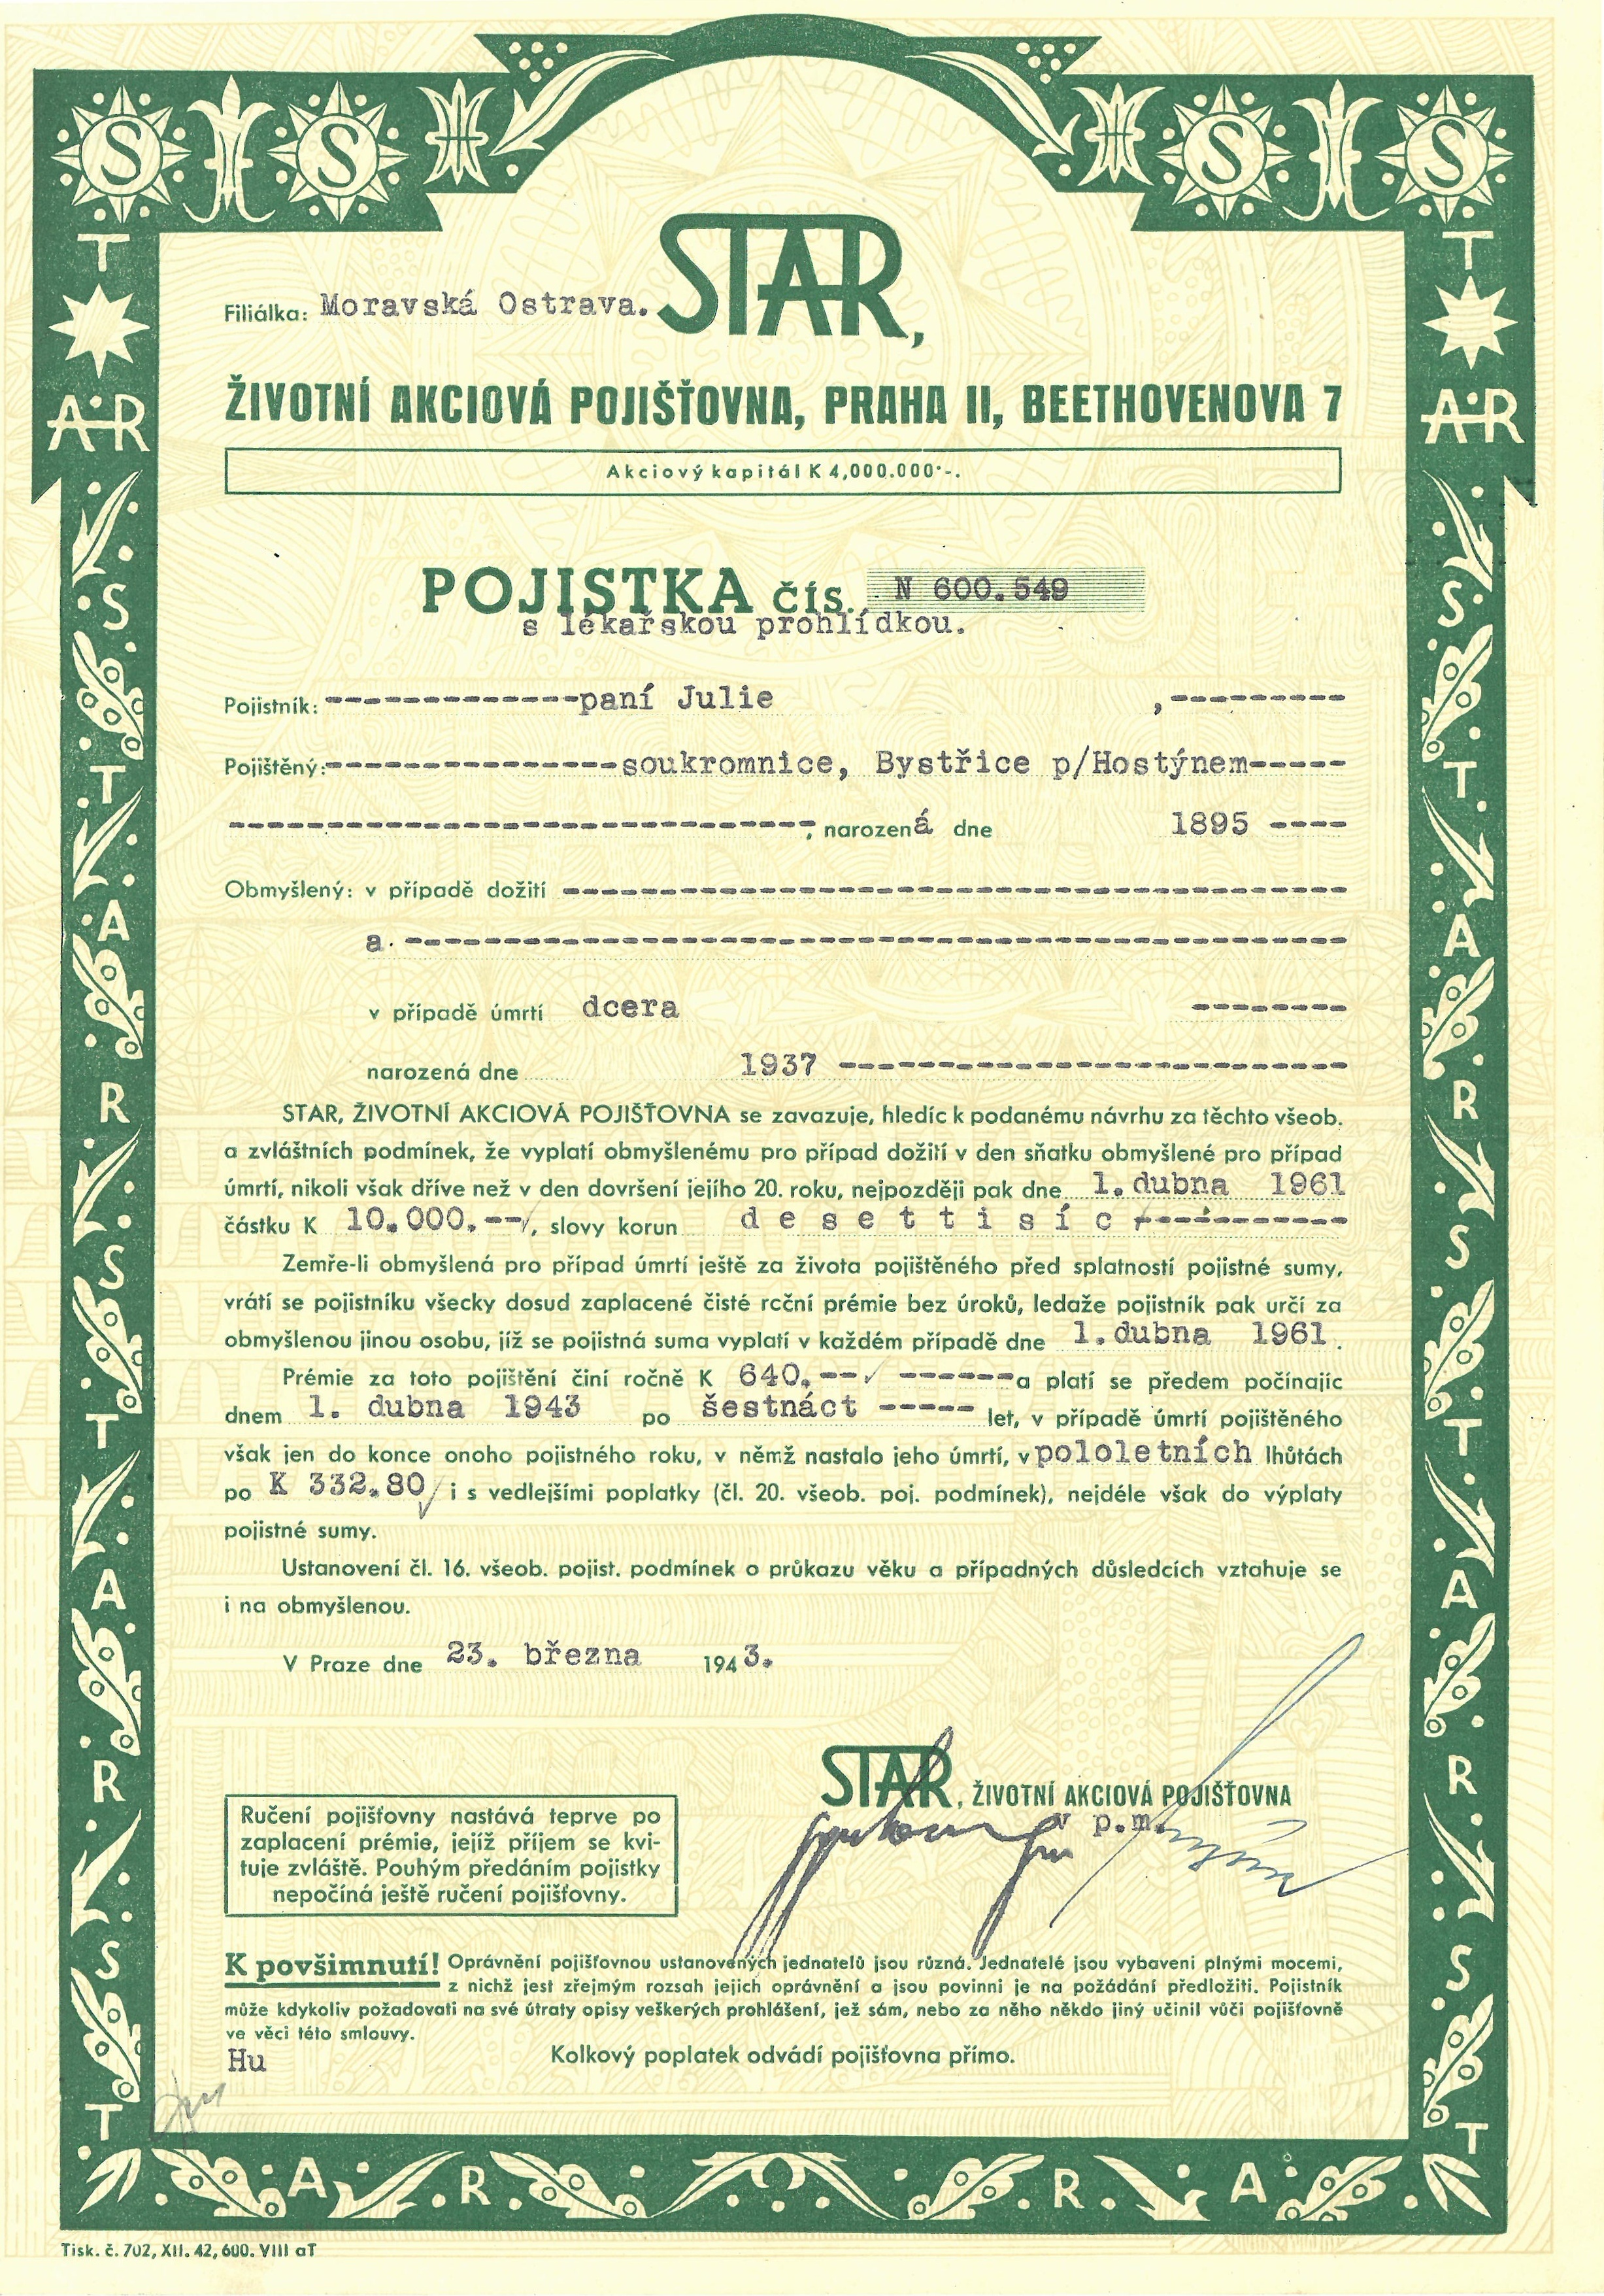 Filiálka: Moravská Ostrava.
STAR,
ŽIVOTNÍ AKCIOVÁ POJIŠŤOVNA, PRAHA II, BEETHOVENOVA 7
Akciový kapitál K 4,000.000·-.
POJISTKA čís. N 600.549
s lékařskou prohlídkou.
Pojistník: --------------paní Julie ,---------
Pojištěný:----------------soukromnice, Bystřice p/Hostýnem-----
-------------------------------, narozená dne 1895 ----
Obmyšlený: v případě dožití ----------------------------------------
a. ------------------------------------------------
v případě úmrtí dcera --------
narozená dne 1937 --------------------------
STAR, ŽIVOTNÍ AKCIOVÁ POJIŠŤOVNA se zavazuje, hledíc k podanému návrhu za těchto všeob.
a zvláštních podmínek, že vyplatí obmyšlenému pro případ dožití v den sňatku obmyšlené pro případ
úmrtí, nikoli však dříve než v den dovršení jejího 20. roku, nejpozději pak dne 1. dubna 1961
částku K 10.000.--, slovy korun d e s e t t i s í c -----------
Zemře-li obmyšlená pro případ úmrtí ještě za života pojištěného před splatností pojistné sumy,
vrátí se pojistníku všecky dosud zaplacené čisté rcční prémie bez úroků, ledaže pojistník pak určí za
obmyšlenou jinou osobu, jíž se pojistná suma vyplatí v každém případě dne 1. dubna 1961.
Prémie za toto pojištění činí ročně K 640.-- ------a platí se předem počínajíc
dnem 1. dubna 1943 po šestnáct ----- let, v případě úmrtí pojištěného
však jen do konce onoho pojistného roku, v němž nastalo jeho úmrtí, v pololetních lhůtách
po K 332.80 i s vedlejšími poplatky (čl. 20. všeob. poj. podmínek), nejdéle však do výplaty
pojistné sumy.
Ustanovení čl. 16. všeob. pojist. podmínek o průkazu věku a případných důsledcích vztahuje se
i na obmyšlenou.
V Praze dne 23. března 1943.
STAR, ŽIVOTNÍ AKCIOVÁ POJIŠŤOVNA
v p.m.
Ručení pojišťovny nastává teprve po
zaplacení prémie, jejíž příjem se kvi-
tuje zvláště. Pouhým předáním pojistky
nepočíná ještě ručení pojišťovny.
K povšimnutí! Oprávnění pojišťovnou ustanovených jednatelů jsou různá. Jednatelé jsou vybaveni plnými mocemi,
z nichž jest zřejmým rozsah jejich oprávnění a jsou povinni je na požádání předložiti. Pojistník
může kdykoliv požadovati na své útraty opisy veškerých prohlášení, jež sám, nebo za něho někdo jiný učinil vůči pojišťovně
ve věci této smlouvy.
Hu
Kolkový poplatek odvádí pojišťovna přímo.
Tisk. č. 702, XII. 42, 600. VIII aT